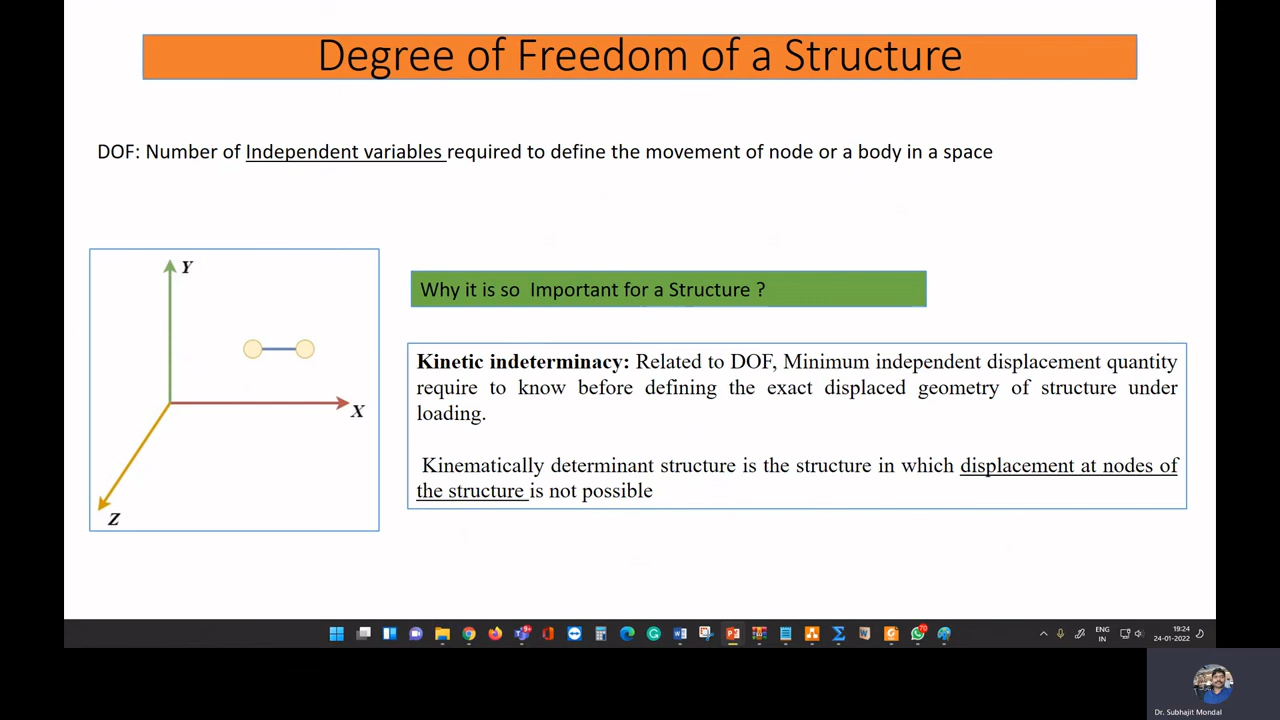 Degree of Freedom of a Structure
DOF: Number of Independent variables required to define the movement of node or a body in a space
Y
X
Z
Why it is so Important for a Structure ?
Kinetic indeterminacy: Related to DOF, Minimum independent displacement quantity
require to know before defining the exact displaced geometry of structure under
loading.
Kinematically determinant structure is the structure in which displacement at nodes of
the structure is not possible
ENG
IN
19:24
24-01-2022
70
Dr. Subhajit Mondal